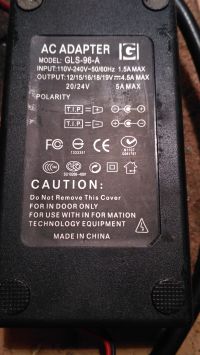 AC ADAPTER
G
MODEL: GLS-96-A
INPUT:110V-240V~50/60Hz 1.5A MAX
OUTPUT:12/15/16/18/19V⎓4.5A MAX
20/24V 5A MAX
POLARITY
T.I.P
T.I.P
CAUTION:
Do Not Removese This Cover
FOR IN DOOR ONLY
FOR USE WITH IN FOR MATION
TECHNOLOGY EQUIPMENT
MADE IN CHINA